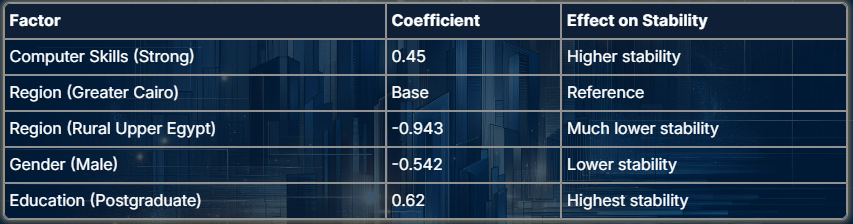 Factor Coefficient Effect on Stability
Computer Skills (Strong) 0.45 Higher stability
Region (Greater Cairo) Base Reference
Region (Rural Upper Egypt) -0.943 Much lower stability
Gender (Male) -0.542 Lower stability
Education (Postgraduate) 0.62 Highest stability